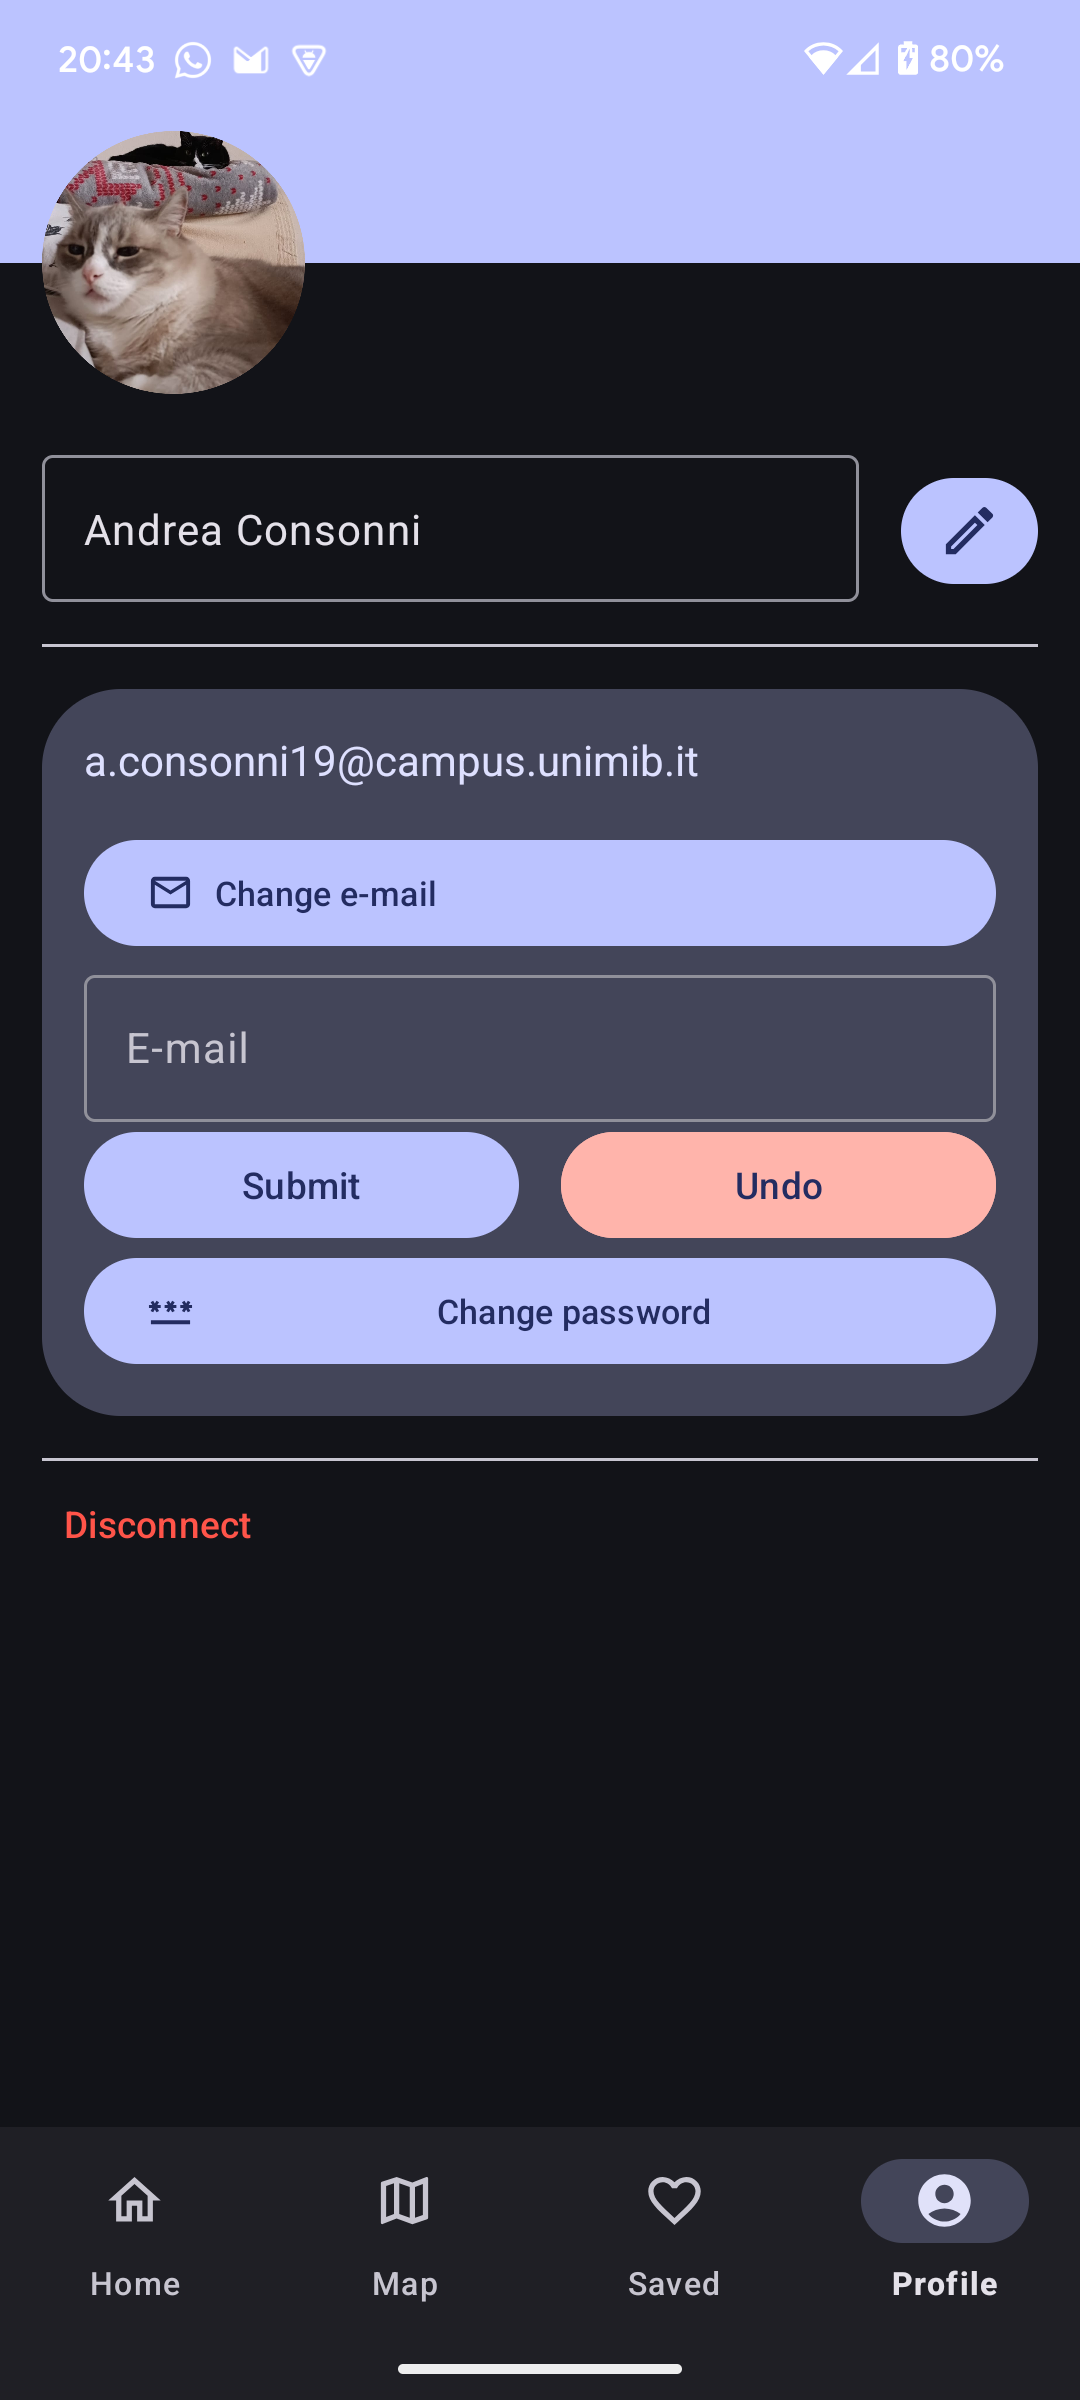 20:43 80%
Andrea Consonni
a.consonni19@campus.unimib.it
Change e-mail
E-mail
Submit Undo
*** Change password
Disconnect
Home Map Saved Profile